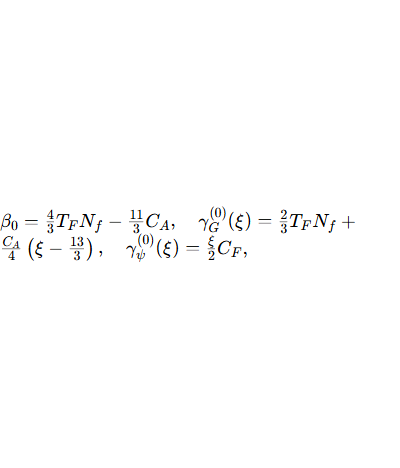 β₀ = 4/3 T_F N_f − 11/3 C_A, γ_G^(0)(ξ) = 2/3 T_F N_f +
C_A/4 (ξ − 13/3), γ_ψ^(0)(ξ) = ξ/2 C_F,